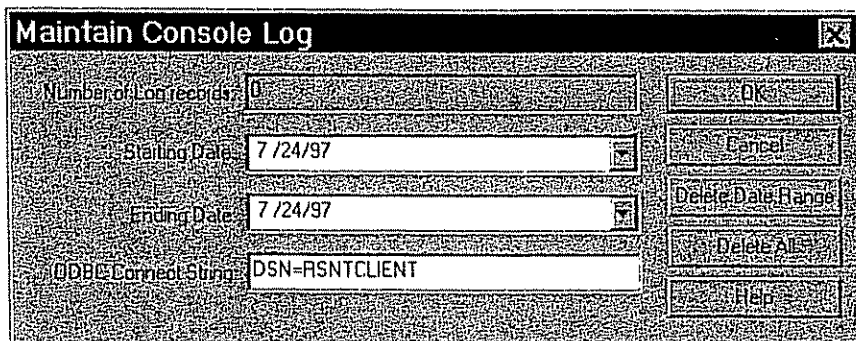 Maintain Console Log
Number of Log records: 0
OK
Starting Date: 7 /24/97
Cancel
Ending Date: 7 /24/97
Delete Date Range
Delete All
ODBC Connect String: DSN=RSNTCLIENT
Help